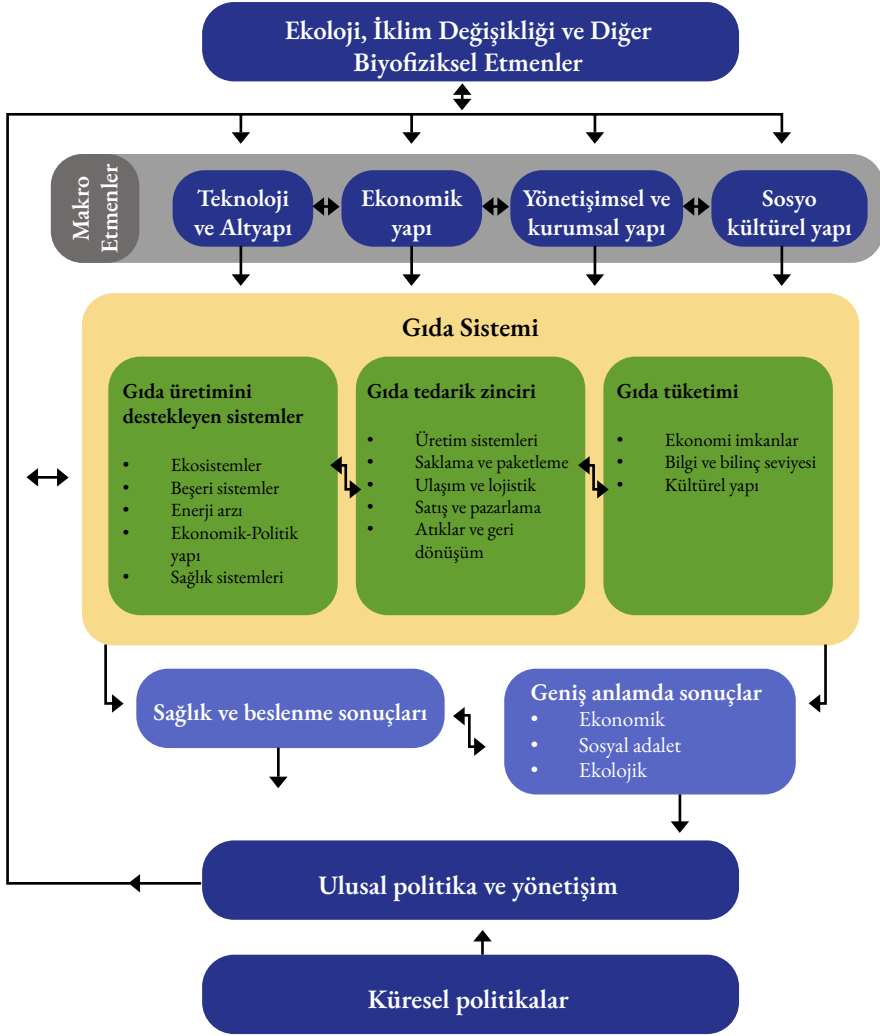 Ekoloji, İklim Değişikliği ve Diğer
Biyofiziksel Etmenler
Makro
Etmenler
Teknoloji
ve Altyapı
Ekonomik
yapı
Yönetişimsel ve
kurumsal yapı
Sosyo
kültürel yapı
Gıda Sistemi
Gıda üretimini
destekleyen sistemler
• Ekosistemler
• Beşeri sistemler
• Enerji arzı
• Ekonomik-Politik
yapı
• Sağlık sistemleri
Gıda tedarik zinciri
• Üretim sistemleri
• Saklama ve paketleme
• Ulaşım ve lojistik
• Satış ve pazarlama
• Atıklar ve geri
dönüşüm
Gıda tüketimi
• Ekonomi imkanlar
• Bilgi ve bilinç seviyesi
• Kültürel yapı
Sağlık ve beslenme sonuçları
Geniş anlamda sonuçlar
• Ekonomik
• Sosyal adalet
• Ekolojik
Ulusal politika ve yönetişim
Küresel politikalar